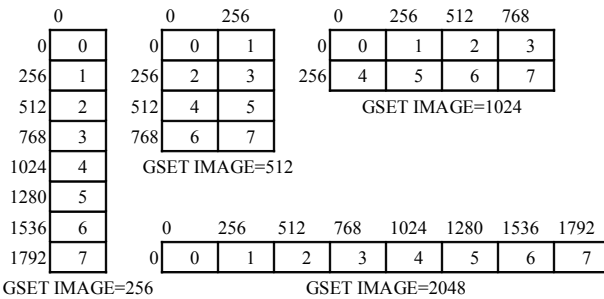 0
0 0
256 1
512 2
768 3
1024 4
1280 5
1536 6
1792 7
GSET IMAGE=256
0 256
0 0 1
256 2 3
512 4 5
768 6 7
GSET IMAGE=512
0 256 512 768
0 0 1 2 3
256 4 5 6 7
GSET IMAGE=1024
0 256 512 768 1024 1280 1536 1792
0 0 1 2 3 4 5 6 7
GSET IMAGE=2048